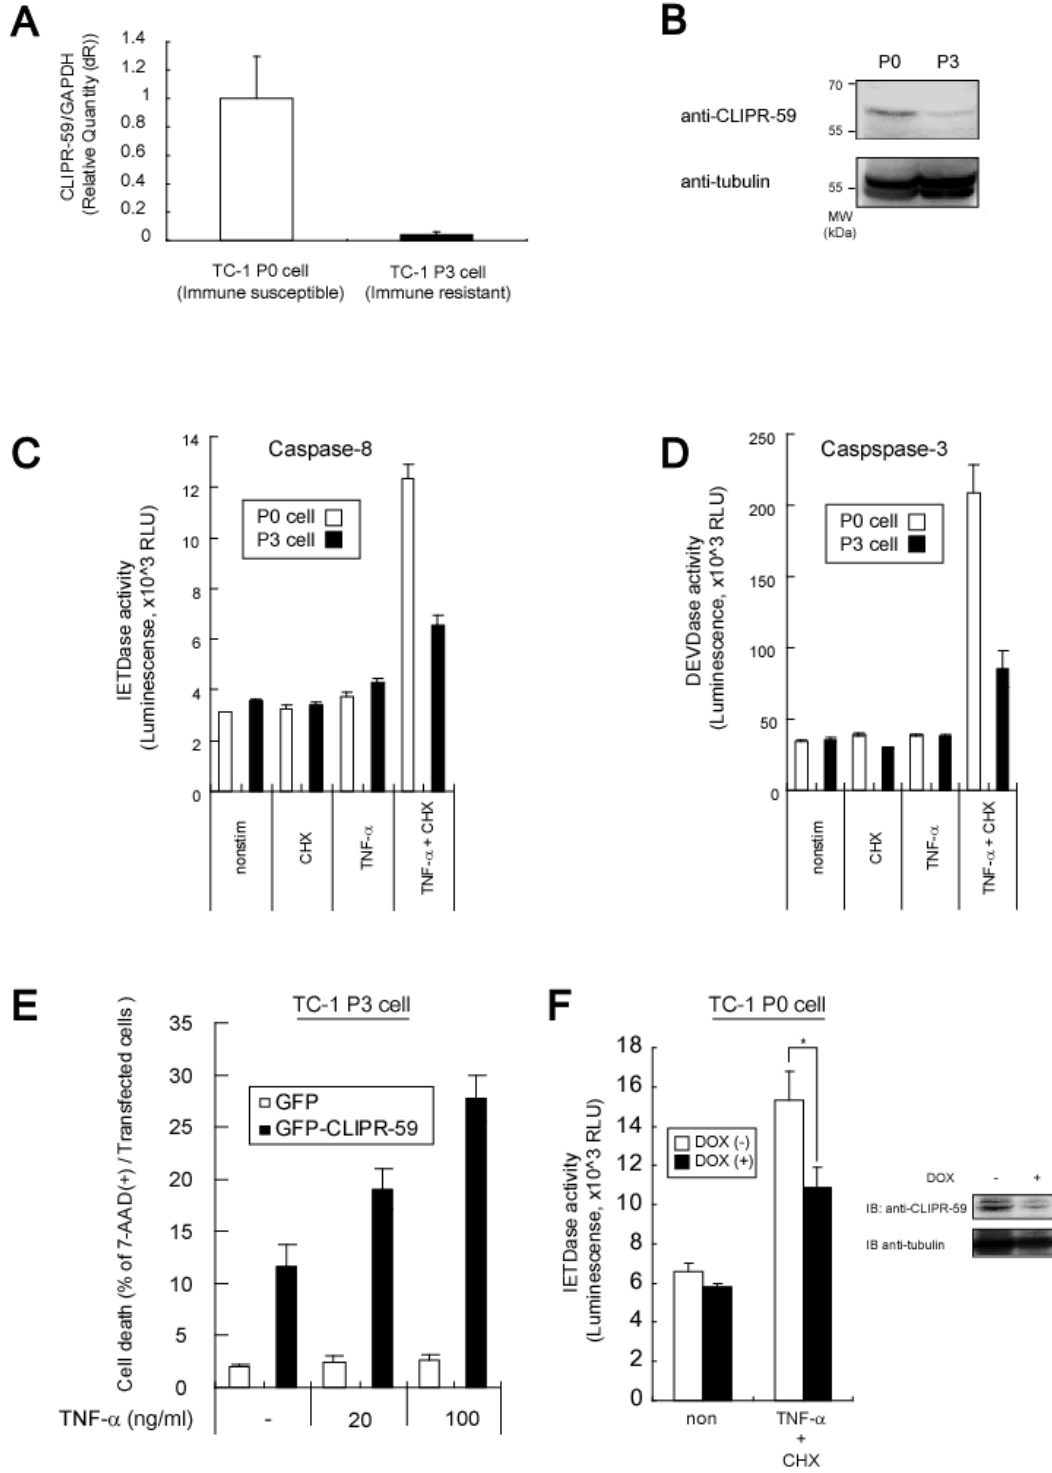 A
CLIPR-59/GAPDH
(Relative Quantity (dR))
1.4
1.2
1
0.8
0.6
0.4
0.2
0
TC-1 P0 cell
(Immune susceptible)
TC-1 P3 cell
(Immune resistant)
B
P0 P3
anti-CLIPR-59
70
55
anti-tubulin
55
MW
(kDa)
C
Caspase-8
P0 cell
P3 cell
IETDase activity
(Luminescense, x10^3 RLU)
14
12
10
8
6
4
2
0
nonstim
CHX
TNF-α
TNF-α + CHX
D
Caspspase-3
P0 cell
P3 cell
DEVDase activity
(Luminescence, x10^3 RLU)
250
200
150
100
50
0
nonstim
CHX
TNF-α
TNF-α + CHX
E
TC-1 P3 cell
GFP
GFP-CLIPR-59
Cell death (% of 7-AAD(+) / Transfected cells )
35
30
25
20
15
10
5
0
TNF-α (ng/ml) - 20 100
F
TC-1 P0 cell
*
DOX (-)
DOX (+)
IETDase activity
(Luminescense, x10^3 RLU)
18
16
14
12
10
8
6
4
2
0
non
TNF-α
+
CHX
DOX - +
IB: anti-CLIPR-59
IB anti-tubulin